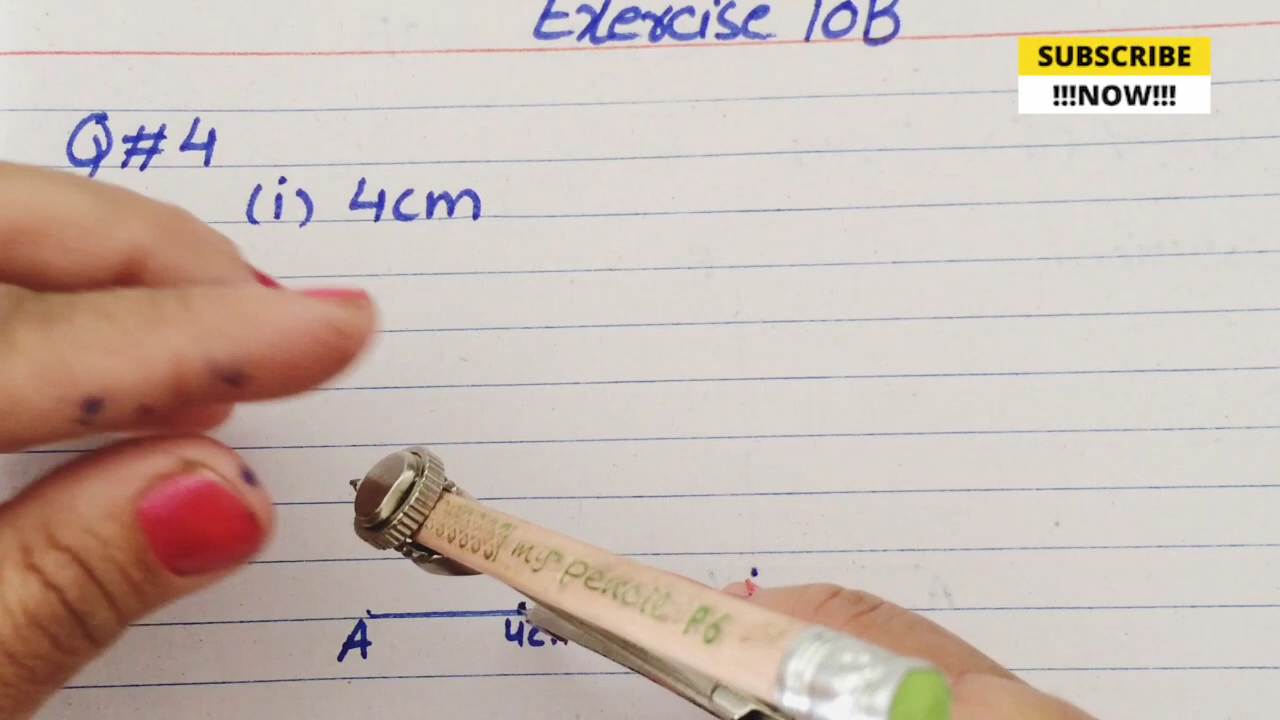 Exercise 10B
SUBSCRIBE
!!!NOW!!!
Q#4
(i) 4cm
my pencil P6
A